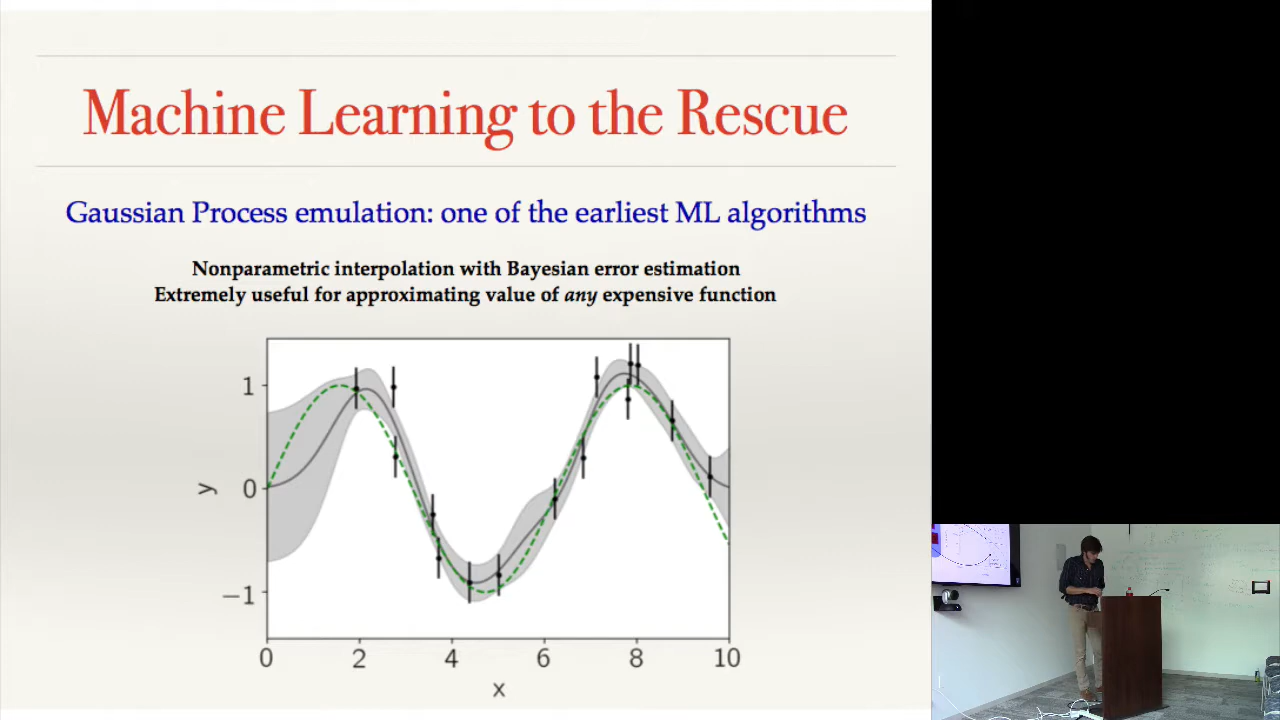 Machine Learning to the Rescue
Gaussian Process emulation: one of the earliest ML algorithms
Nonparametric interpolation with Bayesian error estimation
Extremely useful for approximating value of any expensive function
1
0
−1
y
0 2 4 6 8 10
x